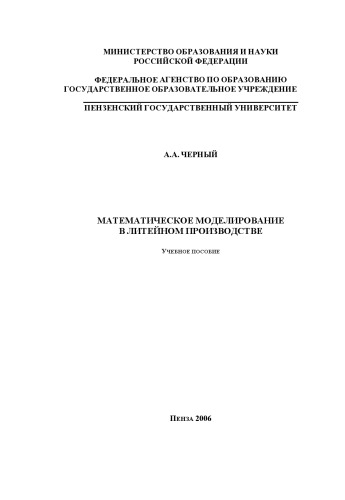 МИНИСТЕРСТВО ОБРАЗОВАНИЯ И НАУКИ
РОССИЙСКОЙ ФЕДЕРАЦИИ
ФЕДЕРАЛЬНОЕ АГЕНСТВО ПО ОБРАЗОВАНИЮ
ГОСУДАРСТВЕННОЕ ОБРАЗОВАТЕЛЬНОЕ УЧРЕЖДЕНИЕ
ПЕНЗЕНСКИЙ ГОСУДАРСТВЕННЫЙ УНИВЕРСИТЕТ
А.А. ЧЕРНЫЙ
МАТЕМАТИЧЕСКОЕ МОДЕЛИРОВАНИЕ
В ЛИТЕЙНОМ ПРОИЗВОДСТВЕ
УЧЕБНОЕ ПОСОБИЕ
ПЕНЗА 2006